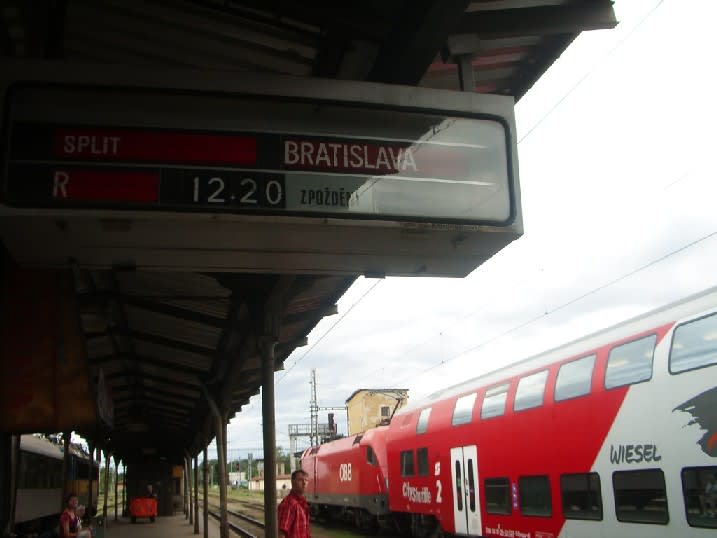 SPLIT BRATISLAVA
R 12.20 ZPOŽDĚNÍ
ÖBB
CityShuttle
2
WIESEL